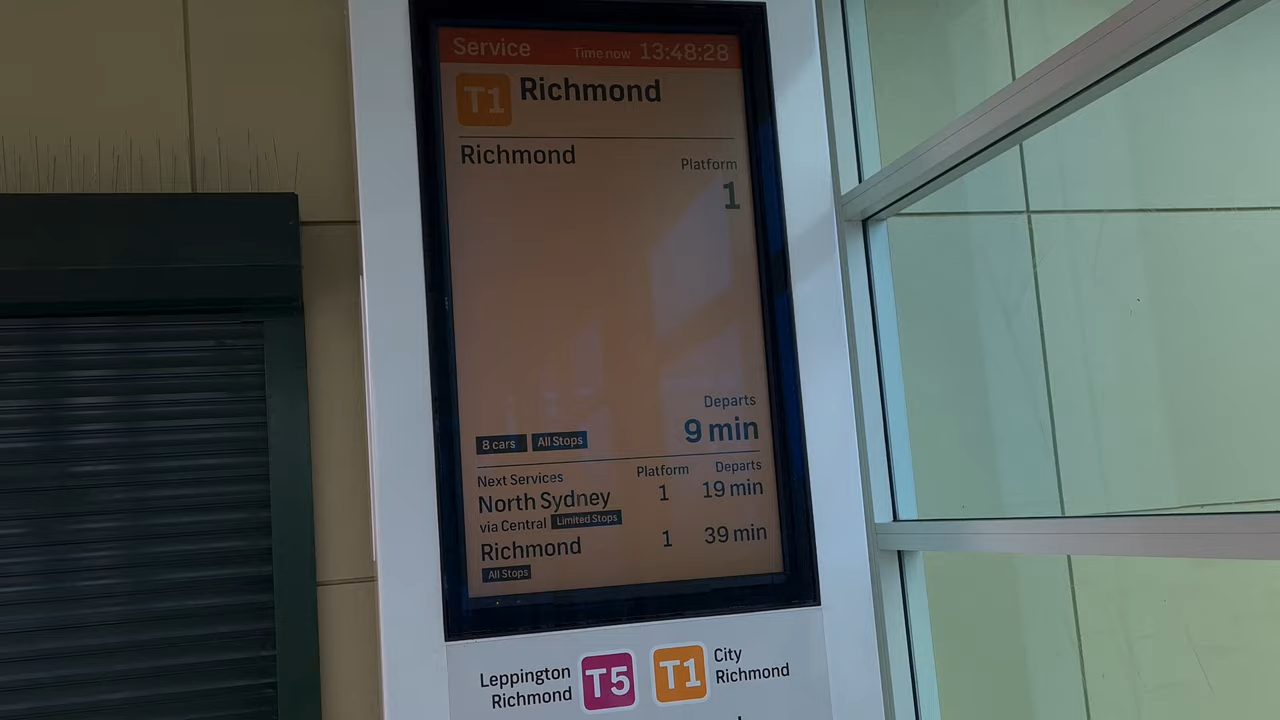 Service Time now 13:48:28
T1 Richmond
Richmond
Platform
1
Departs
9 min
8 cars All Stops
Next Services Platform Departs
North Sydney 1 19 min
via Central Limited Stops
Richmond 1 39 min
All Stops
Leppington
Richmond
T5
T1
City
Richmond